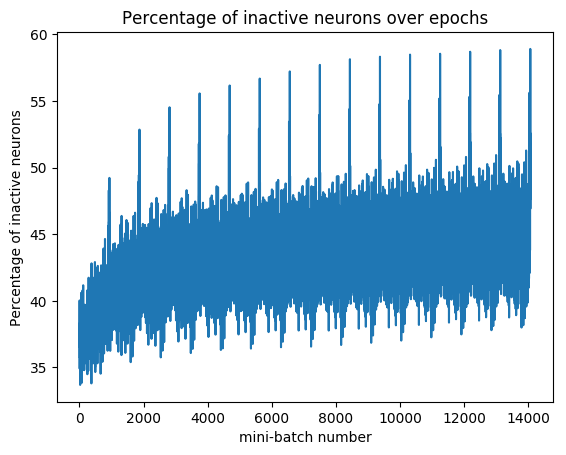 Percentage of inactive neurons over epochs
Percentage of inactive neurons
60
55
50
45
40
35
0 2000 4000 6000 8000 10000 12000 14000
mini-batch number